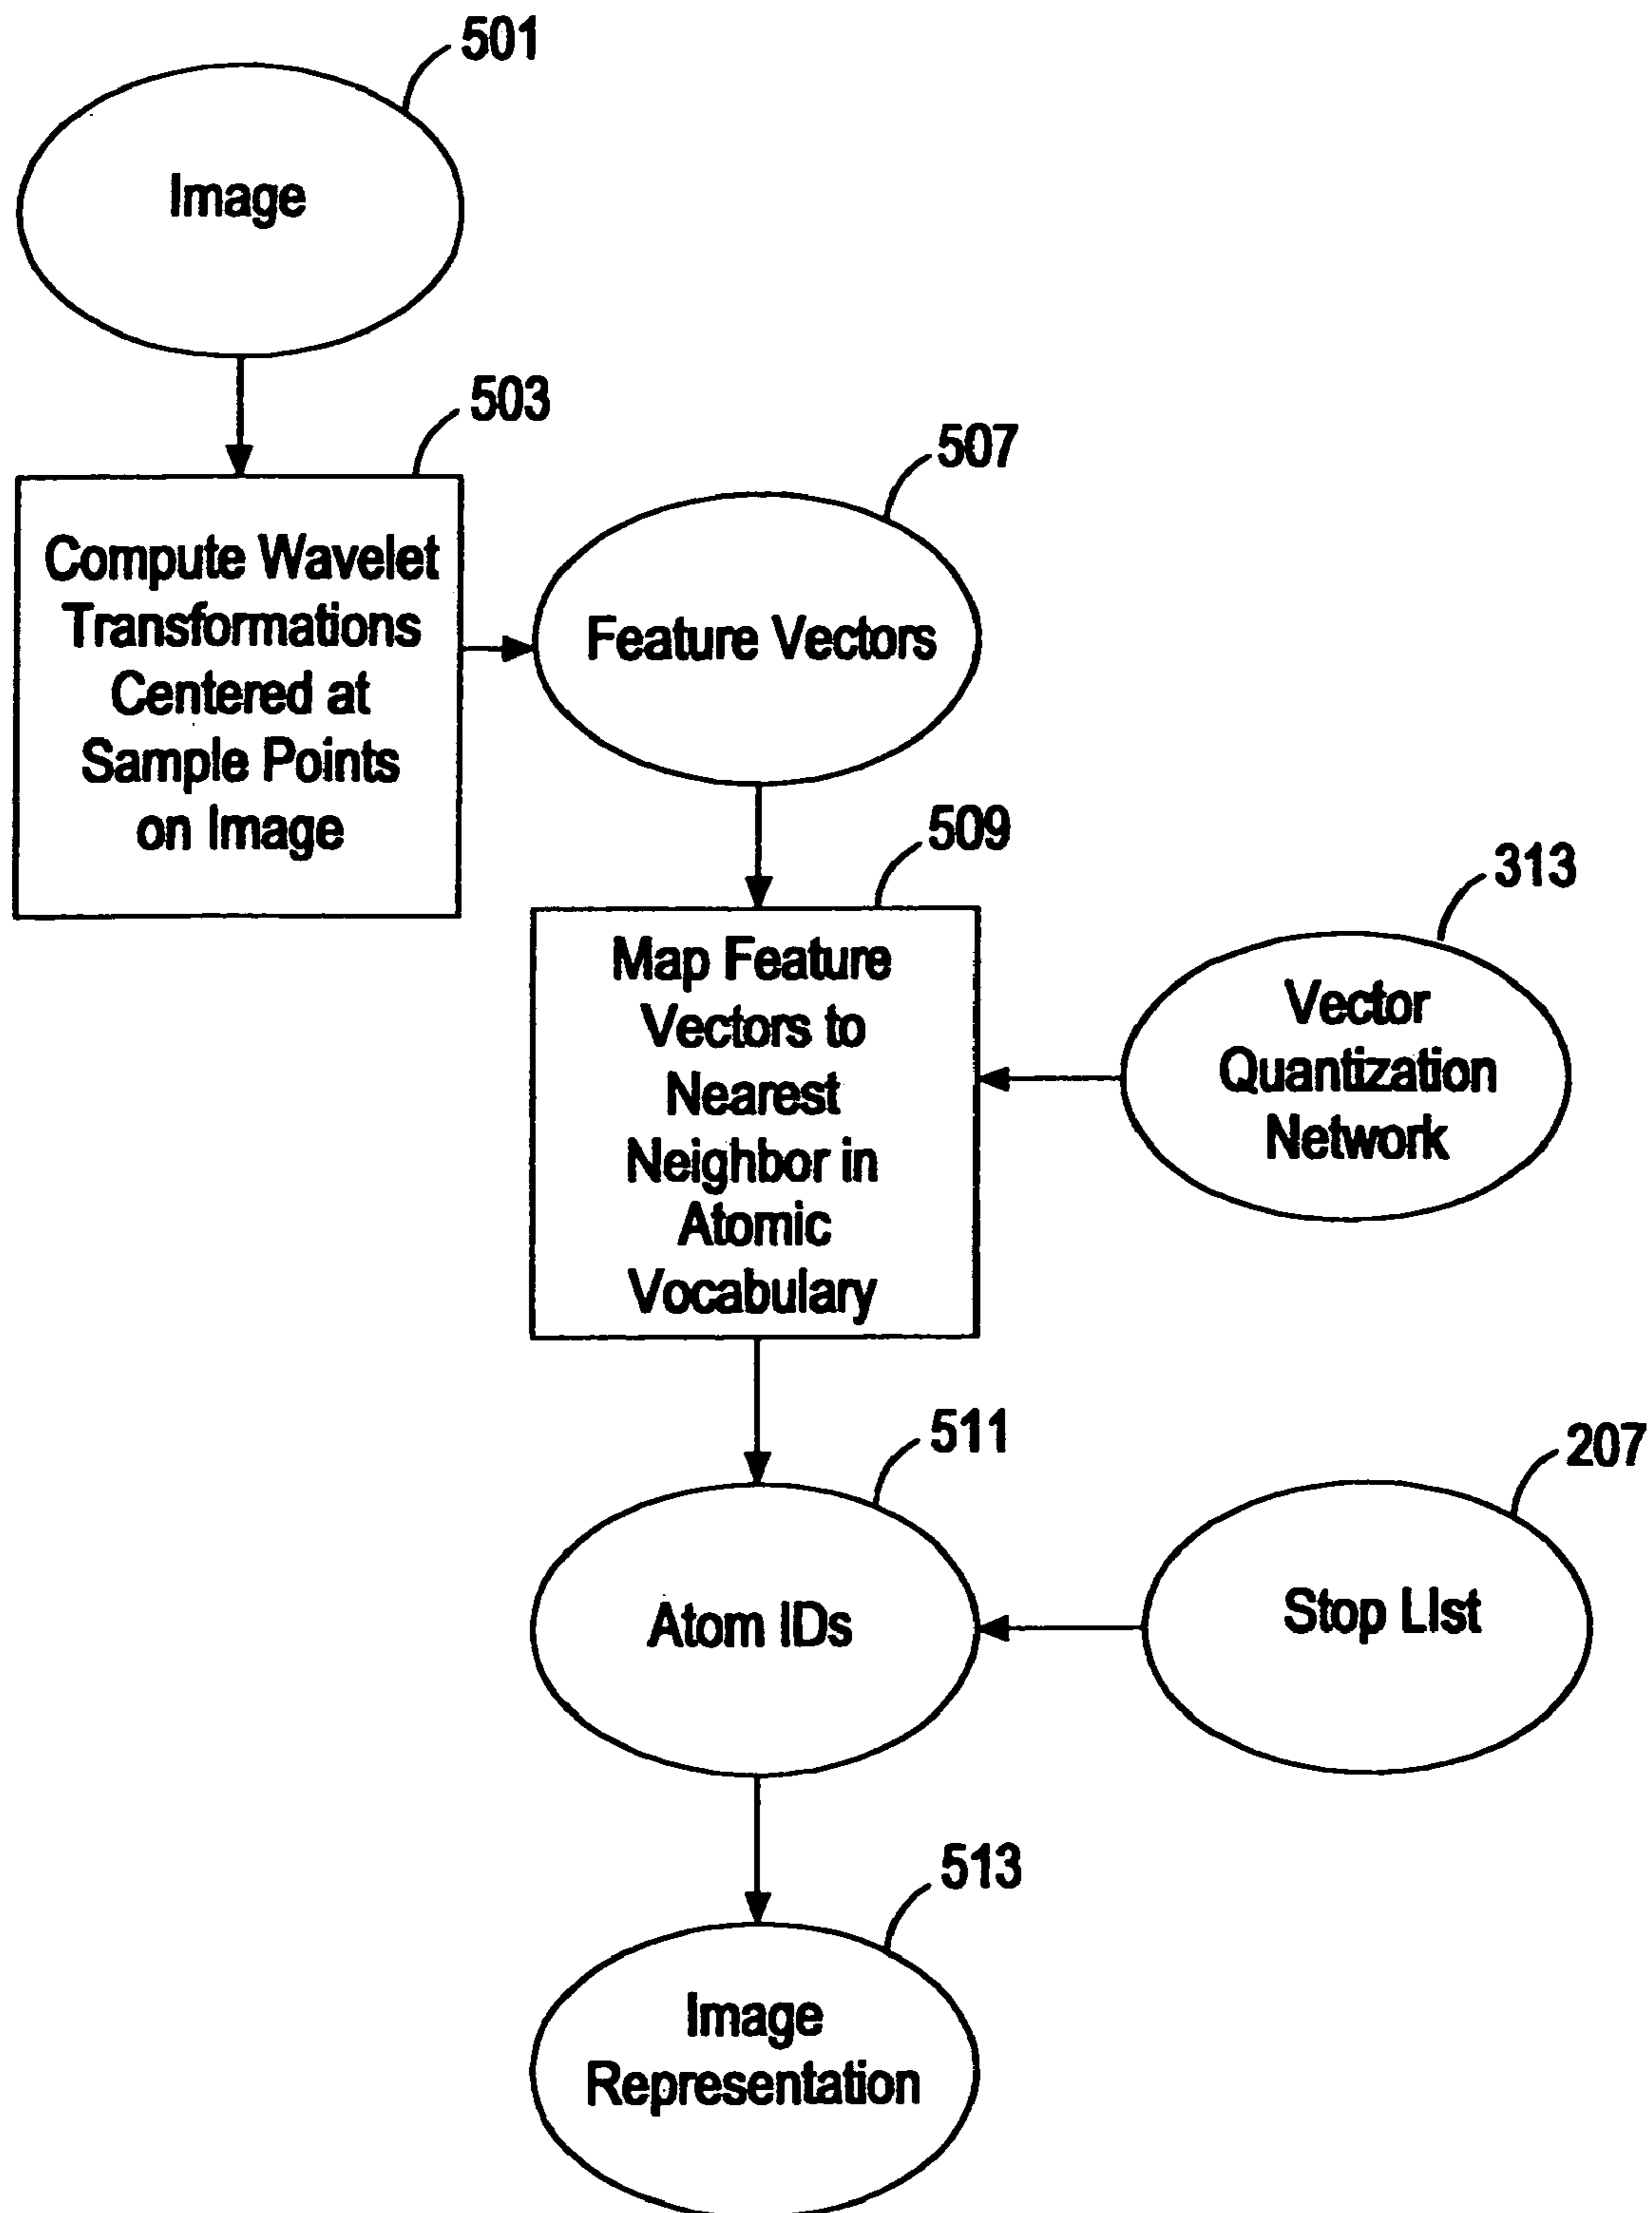 501
Image
503
Compute Wavelet
Transformations
Centered at
Sample Points
on Image
507
Feature Vectors
509
Map Feature
Vectors to
Nearest
Neighbor in
Atomic
Vocabulary
313
Vector
Quantization
Network
511
Atom IDs
207
Stop LIst
513
Image
Representation